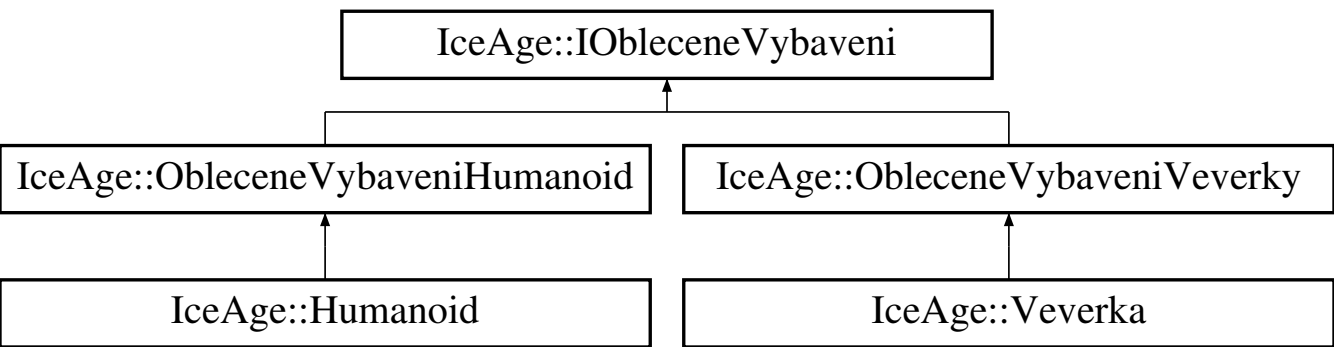 IceAge::IObleceneVybaveni
IceAge::ObleceneVybaveniHumanoid
IceAge::ObleceneVybaveniVeverky
IceAge::Humanoid
IceAge::Veverka